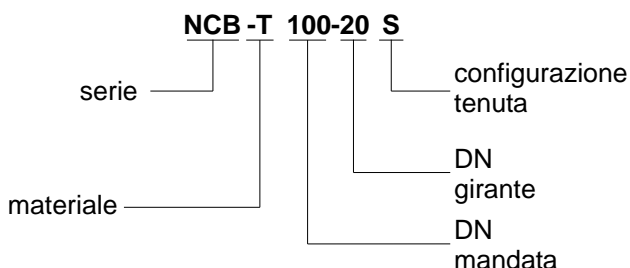 NCB -T 100-20 S
serie
configurazione
tenuta
DN
girante
materiale
DN
mandata